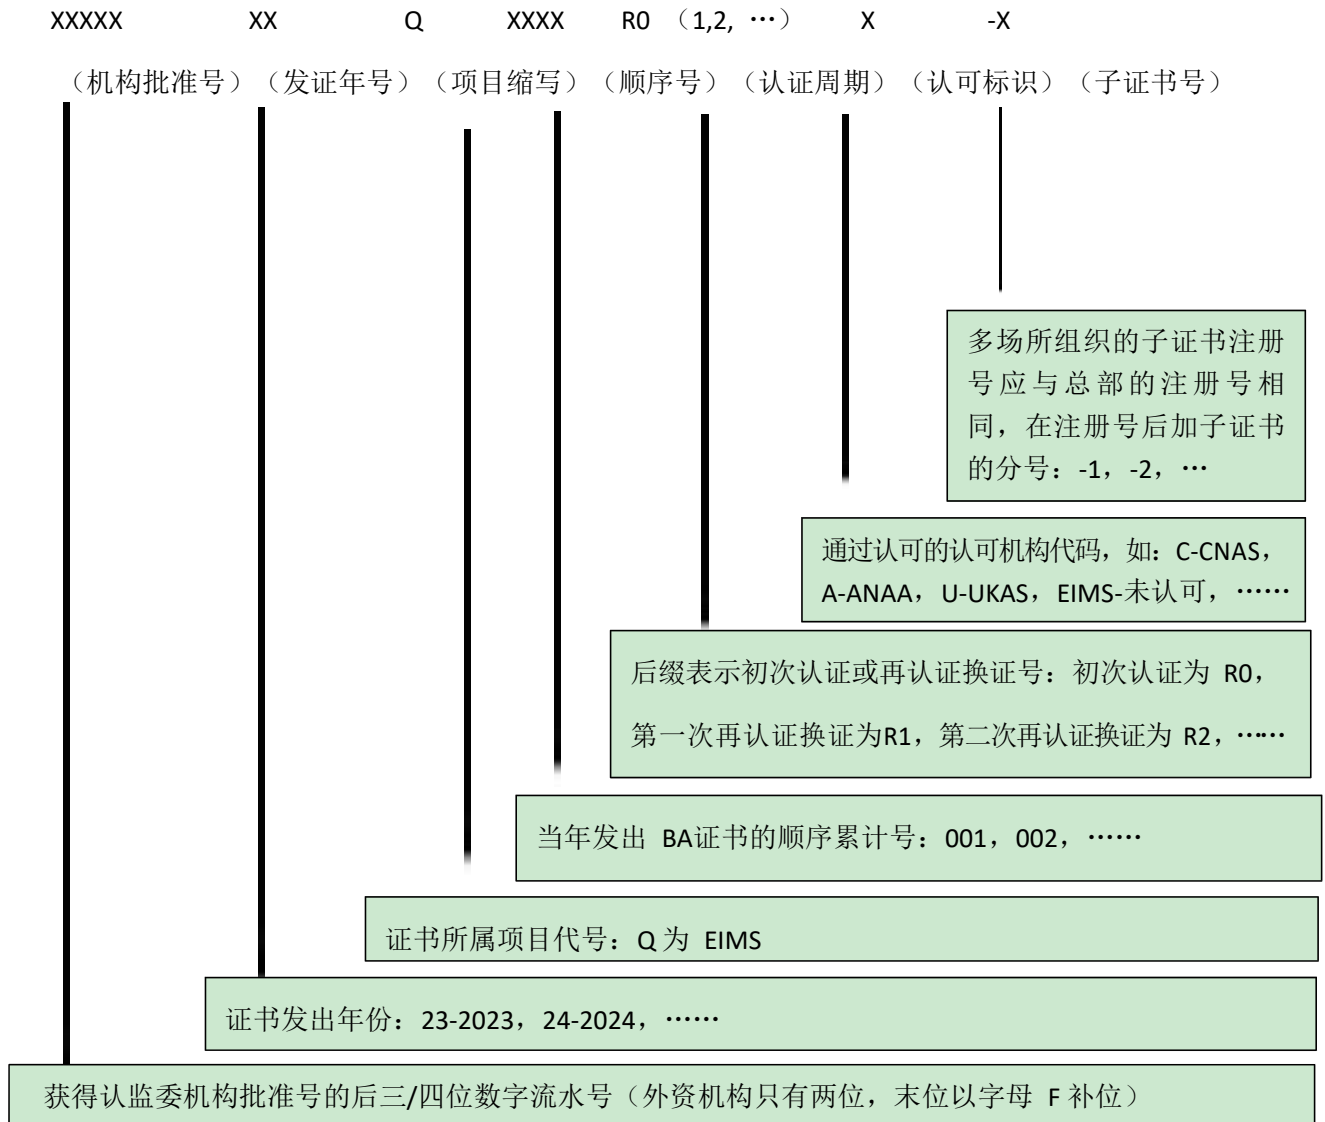 XXXXX XX Q XXXX R0 （1,2, …） X -X
（机构批准号）（发证年号）（项目缩写）（顺序号）（认证周期）（认可标识）（子证书号）
多场所组织的子证书注册
号应与总部的注册号相
同，在注册号后加子证书
的分号：-1，-2，…
通过认可的认可机构代码，如：C-CNAS，
A-ANAA，U-UKAS，EIMS-未认可，……
后缀表示初次认证或再认证换证号：初次认证为 R0，
第一次再认证换证为R1，第二次再认证换证为 R2，……
当年发出 BA证书的顺序累计号：001，002，……
证书所属项目代号：Q 为 EIMS
证书发出年份：23-2023，24-2024，……
获得认监委机构批准号的后三/四位数字流水号（外资机构只有两位，末位以字母 F 补位）